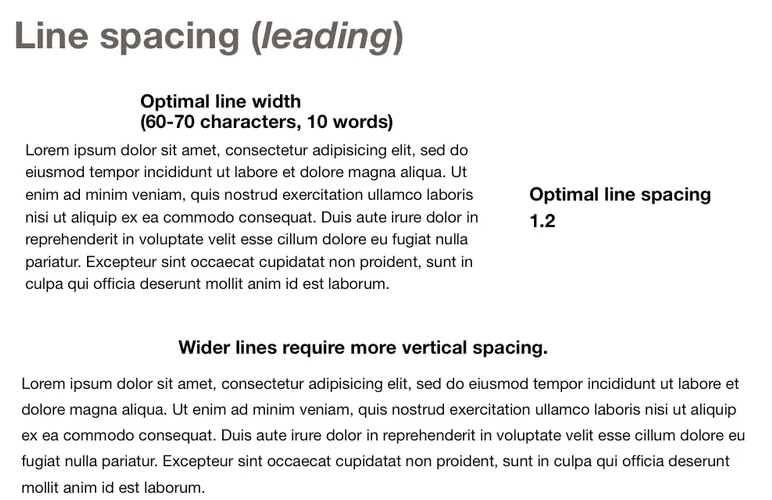 Line spacing (leading)
Optimal line width
(60-70 characters, 10 words)
Lorem ipsum dolor sit amet, consectetur adipisicing elit, sed do
eiusmod tempor incididunt ut labore et dolore magna aliqua. Ut
enim ad minim veniam, quis nostrud exercitation ullamco laboris
nisi ut aliquip ex ea commodo consequat. Duis aute irure dolor in
reprehenderit in voluptate velit esse cillum dolore eu fugiat nulla
pariatur. Excepteur sint occaecat cupidatat non proident, sunt in
culpa qui officia deserunt mollit anim id est laborum.
Optimal line spacing
1.2
Wider lines require more vertical spacing.
Lorem ipsum dolor sit amet, consectetur adipisicing elit, sed do eiusmod tempor incididunt ut labore et
dolore magna aliqua. Ut enim ad minim veniam, quis nostrud exercitation ullamco laboris nisi ut aliquip
ex ea commodo consequat. Duis aute irure dolor in reprehenderit in voluptate velit esse cillum dolore eu
fugiat nulla pariatur. Excepteur sint occaecat cupidatat non proident, sunt in culpa qui officia deserunt
mollit anim id est laborum.